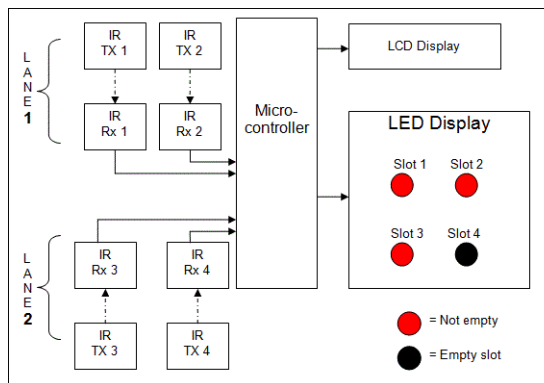 LANE 1
IR
TX 1
IR
TX 2
IR
Rx 1
IR
Rx 2
LANE 2
IR
Rx 3
IR
Rx 4
IR
TX 3
IR
TX 4
Micro-
controller
LCD Display
LED Display
Slot 1
Slot 2
Slot 3
Slot 4
= Not empty
= Empty slot